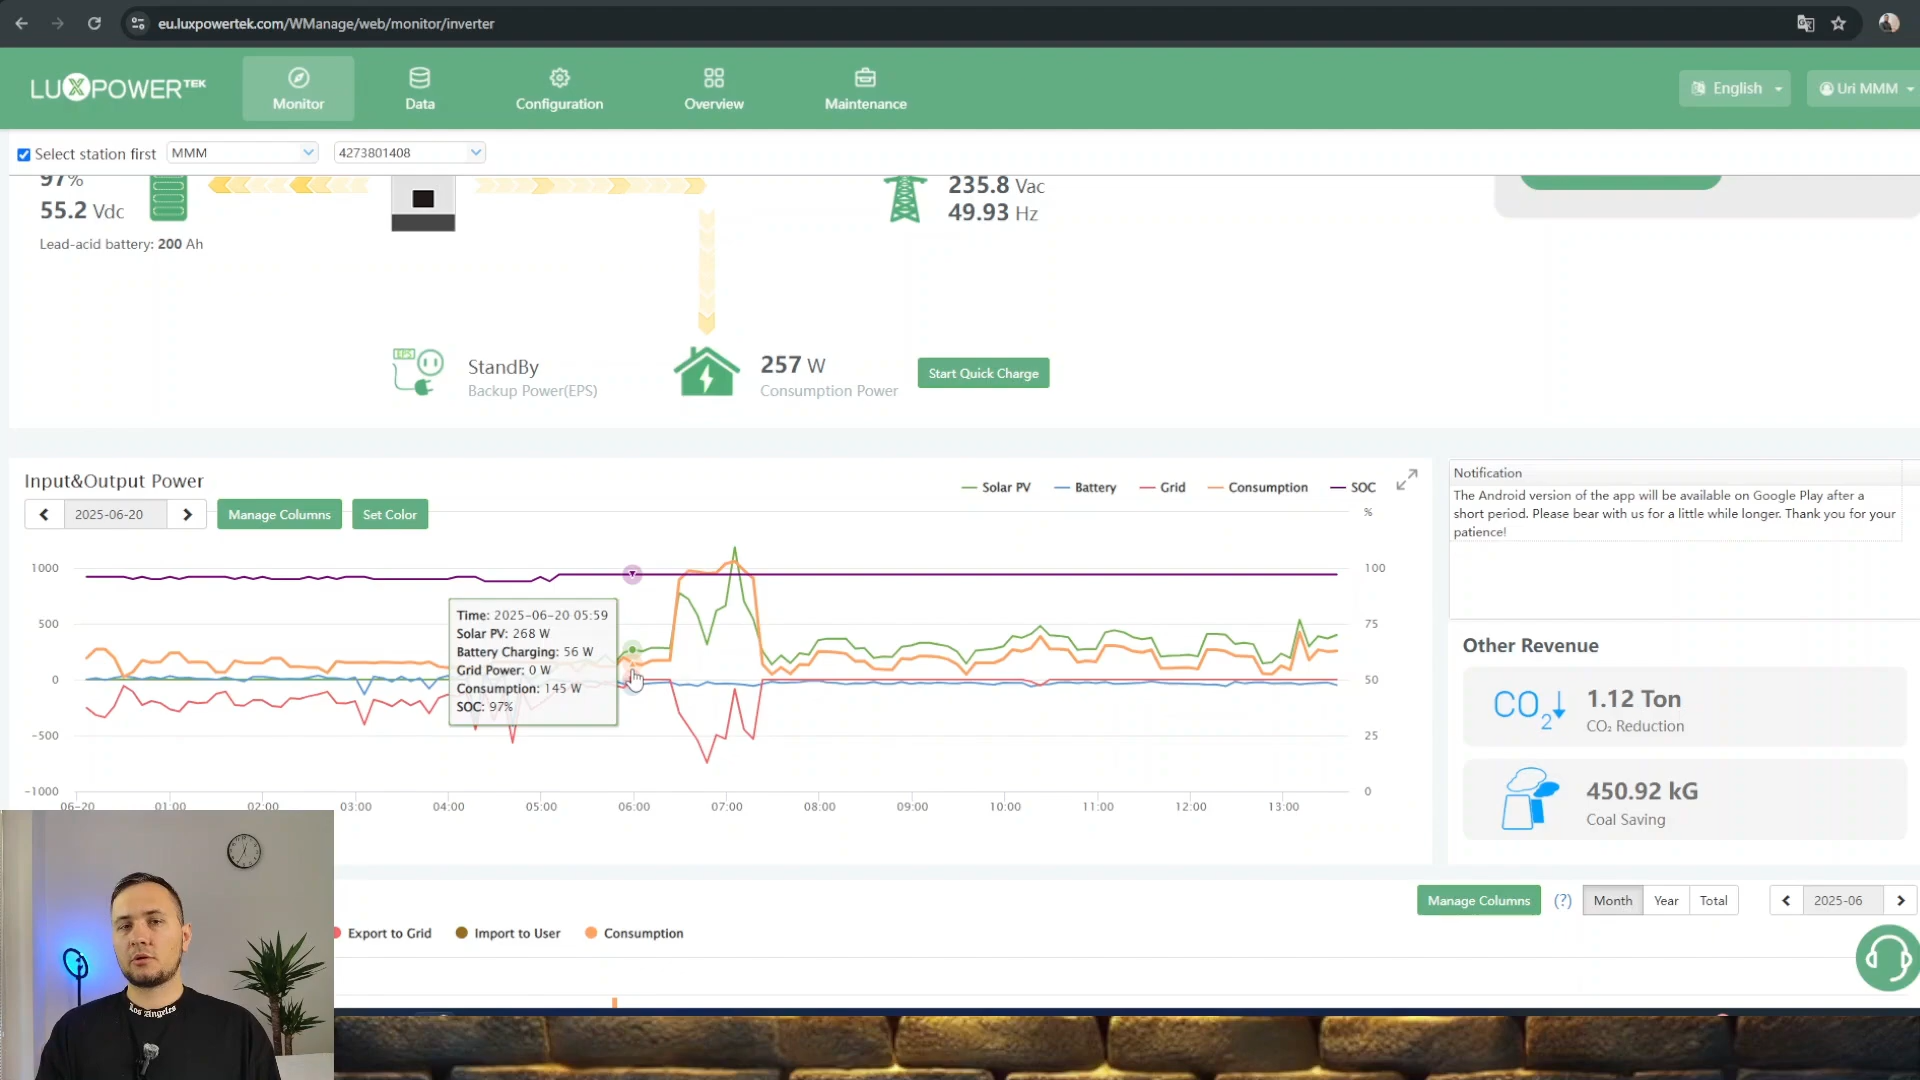 eu.luxpowertek.com/WManage/web/monitor/inverter
LUXPOWERTEK
Monitor
Data
Configuration
Overview
Maintenance
English
Uri MMM
Select station first
MMM
4273801408
97%
55.2 Vdc
Lead-acid battery: 200 Ah
235.8 Vac
49.93 Hz
EPS
StandBy
Backup Power(EPS)
257 W
Consumption Power
Start Quick Charge
Input&Output Power
2025-06-20
Manage Columns
Set Color
Solar PV
Battery
Grid
Consumption
SOC
%
1000
500
0
-500
-1000
100
75
50
25
0
Time: 2025-06-20 05:59
Solar PV: 268 W
Battery Charging: 56 W
Grid Power: 0 W
Consumption: 145 W
SOC: 97%
06-20
01:00
02:00
03:00
04:00
05:00
06:00
07:00
08:00
09:00
10:00
11:00
12:00
13:00
Notification
The Android version of the app will be available on Google Play after a
short period. Please bear with us for a little while longer. Thank you for your
patience!
Other Revenue
CO2
1.12 Ton
CO₂ Reduction
450.92 kG
Coal Saving
Manage Columns
(?)
Month
Year
Total
2025-06
Export to Grid
Import to User
Consumption
Los Angeles